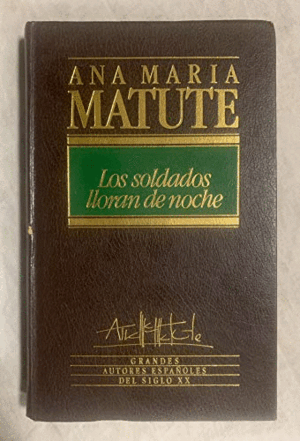 ANA MARIA
MATUTE
Los soldados
lloran de noche
GRANDES
AUTORES ESPAÑOLES
DEL SIGLO XX